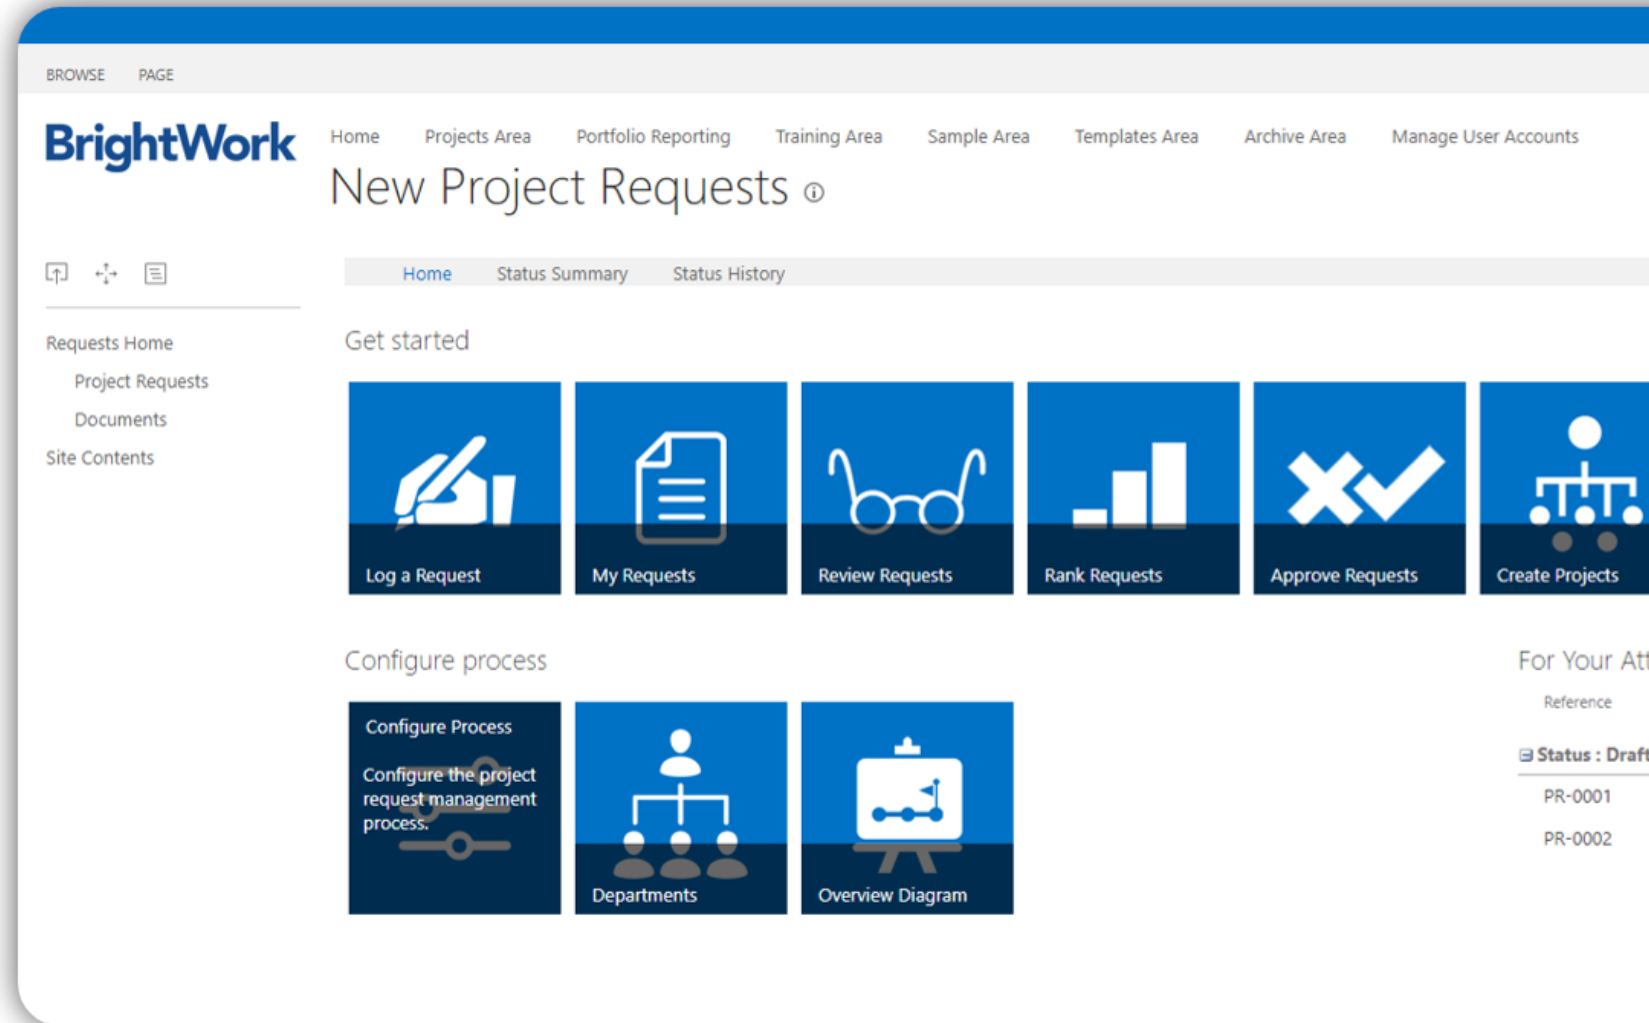 BROWSE PAGE
BrightWork
Home Projects Area Portfolio Reporting Training Area Sample Area Templates Area Archive Area Manage User Accounts
New Project Requests
Home Status Summary Status History
Requests Home
Project Requests
Documents
Site Contents
Get started
Log a Request
My Requests
Review Requests
Rank Requests
Approve Requests
Create Projects
Configure process
Configure Process
Configure the project
request management
process.
Departments
Overview Diagram
For Your Att
Reference
Status : Draft
PR-0001
PR-0002